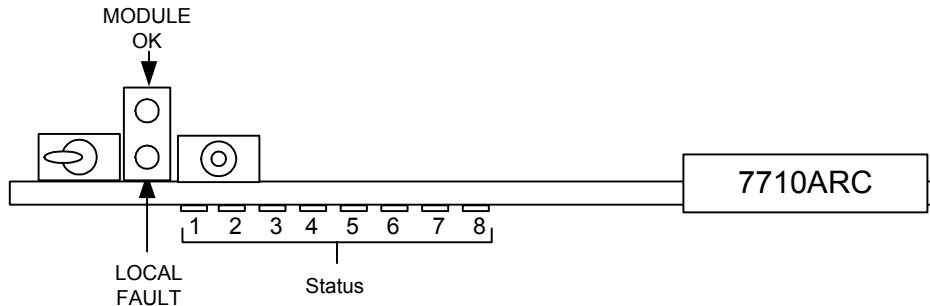 MODULE
OK
7710ARC
1 2 3 4 5 6 7 8
LOCAL
FAULT
Status